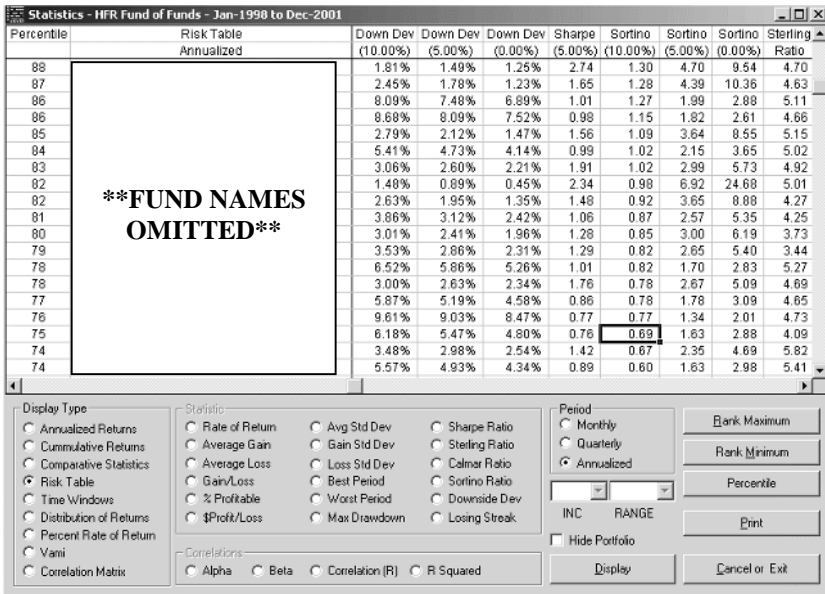 Statistics - HFR Fund of Funds - Jan-1998 to Dec-2001
Percentile Risk Table Down Dev Down Dev Down Dev Sharpe Sortino Sortino Sortino Sterling
Annualized (10.00%) (5.00%) (0.00%) (5.00%) (10.00%) (5.00%) (0.00%) Ratio
88 1.81% 1.49% 1.25% 2.74 1.30 4.70 9.54 4.70
87 2.45% 1.78% 1.23% 1.65 1.28 4.39 10.36 4.63
86 8.09% 7.48% 6.89% 1.01 1.27 1.99 2.88 5.11
86 8.68% 8.09% 7.52% 0.98 1.15 1.82 2.61 4.66
85 2.79% 2.12% 1.47% 1.56 1.09 3.64 8.55 5.15
84 5.41% 4.73% 4.14% 0.99 1.02 2.15 3.65 5.02
83 3.06% 2.60% 2.21% 1.91 1.02 2.99 5.73 4.92
82 1.48% 0.89% 0.45% 2.34 0.98 6.92 24.68 5.01
82 2.63% 1.95% 1.35% 1.48 0.92 3.65 8.88 4.27
81 3.86% 3.12% 2.42% 1.06 0.87 2.57 5.35 4.25
80 3.01% 2.41% 1.96% 1.28 0.85 3.00 6.19 3.73
79 3.53% 2.86% 2.31% 1.29 0.82 2.65 5.40 3.44
78 6.52% 5.86% 5.26% 1.01 0.82 1.70 2.83 5.27
78 3.00% 2.63% 2.34% 1.76 0.78 2.67 5.09 4.69
77 5.87% 5.19% 4.58% 0.86 0.78 1.78 3.09 4.65
76 9.61% 9.03% 8.47% 0.77 0.77 1.34 2.01 4.73
75 6.18% 5.47% 4.80% 0.76 0.69 1.63 2.88 4.09
74 3.48% 2.98% 2.54% 1.42 0.67 2.35 4.69 5.82
74 5.57% 4.93% 4.34% 0.89 0.60 1.63 2.98 5.41
**FUND NAMES
OMITTED**
Display Type
Annualized Returns
Cummulative Returns
Comparative Statistics
Risk Table
Time Windows
Distribution of Returns
Percent Rate of Return
Vami
Correlation Matrix
Statistic
Rate of Return Avg Std Dev Sharpe Ratio
Average Gain Gain Std Dev Sterling Ratio
Average Loss Loss Std Dev Calmar Ratio
Gain/Loss Best Period Sortino Ratio
% Profitable Worst Period Downside Dev
$Profit/Loss Max Drawdown Losing Streak
Correlations
Alpha Beta Correlation (R) R Squared
Period
Monthly
Quarterly
Annualized
INC RANGE
Hide Portfolio
Display
Rank Maximum
Rank Minimum
Percentile
Print
Cancel or Exit